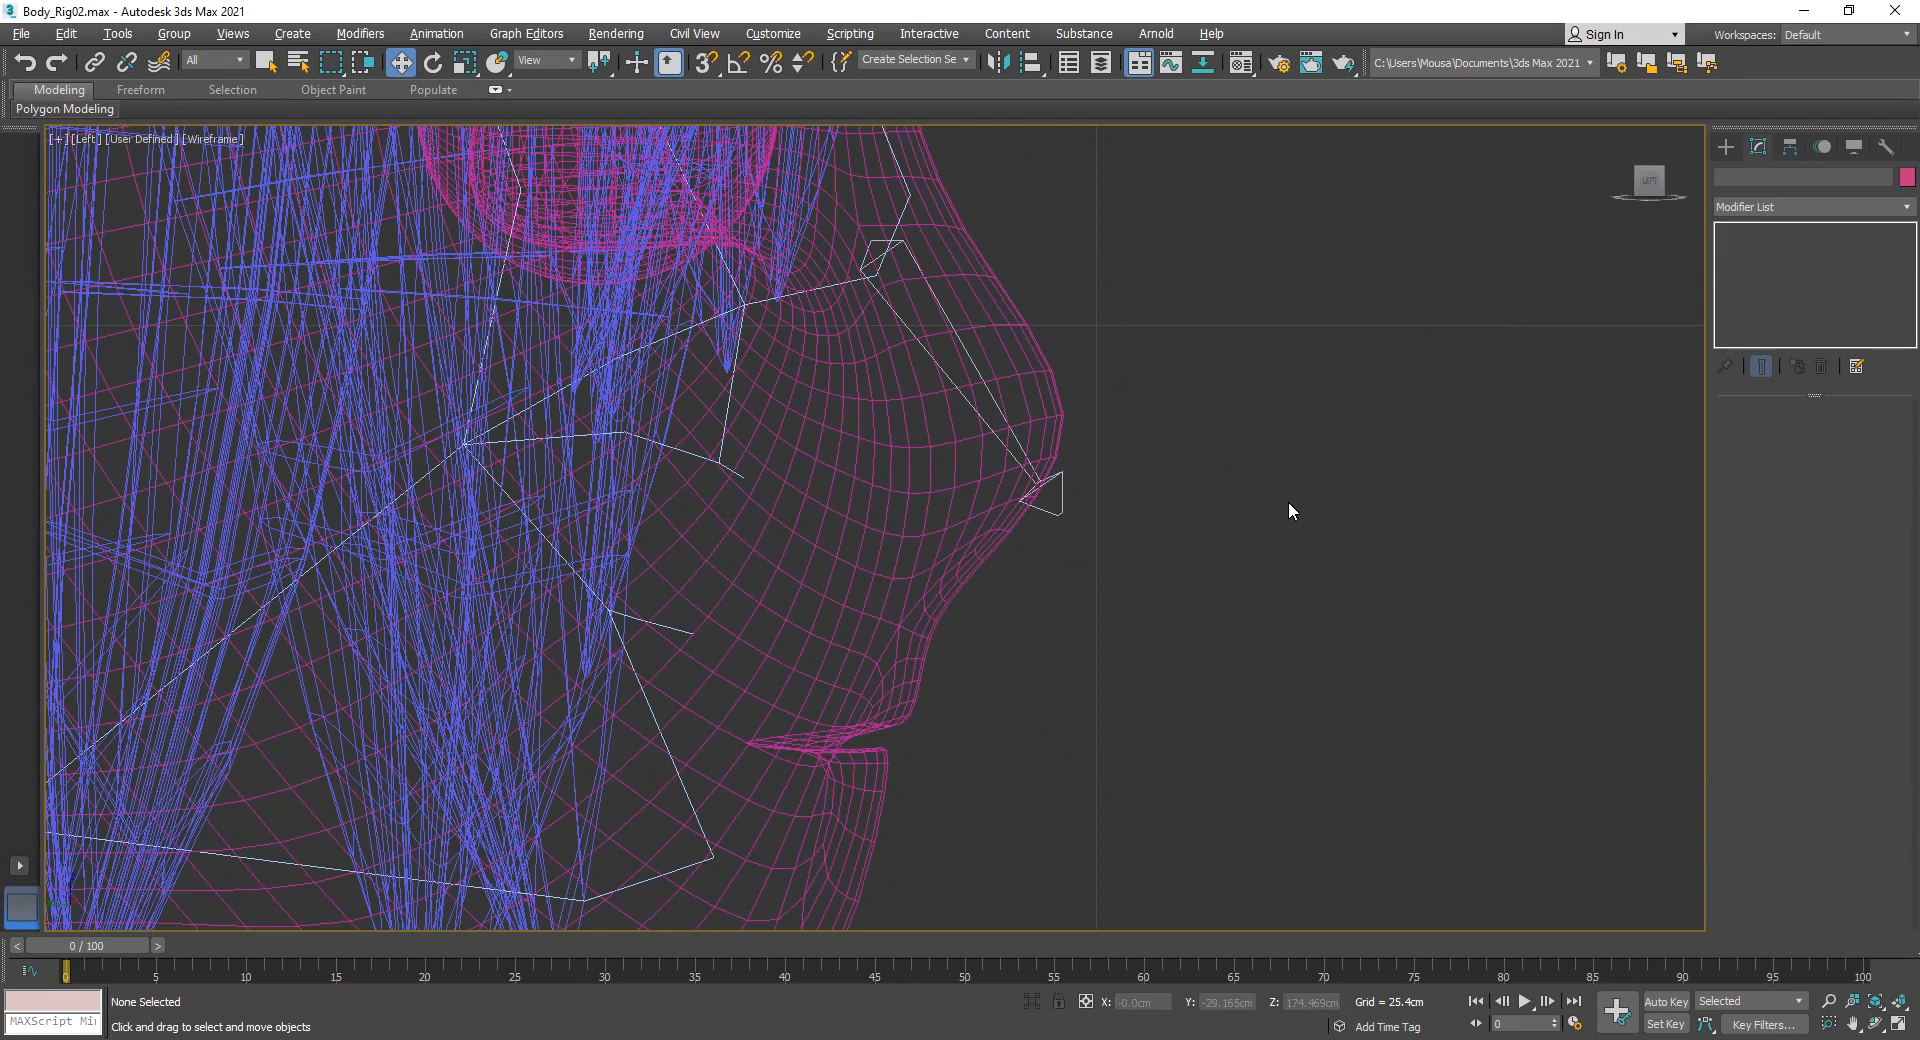 Body_Rig02.max - Autodesk 3ds Max 2021
File Edit Tools Group Views Create Modifiers Animation Graph Editors Rendering Civil View Customize Scripting Interactive Content Substance Arnold Help
Sign In
Workspaces: Default
All
View
Create Selection Se
C:\Users\Mousa\Documents\3ds Max 2021
Modeling Freeform Selection Object Paint Populate
Polygon Modeling
[+] [Left] [User Defined] [Wireframe]
LEFT
Modifier List
< 0 / 100 >
0 5 10 15 20 25 30 35 40 45 50 55 60 65 70 75 80 85 90 95 100
None Selected
X: -0.0cm Y: -29.165cm Z: 174.469cm Grid = 25.4cm
Auto Key Selected
MAXScript Mi
Click and drag to select and move objects
Add Time Tag
0
Set Key Key Filters...